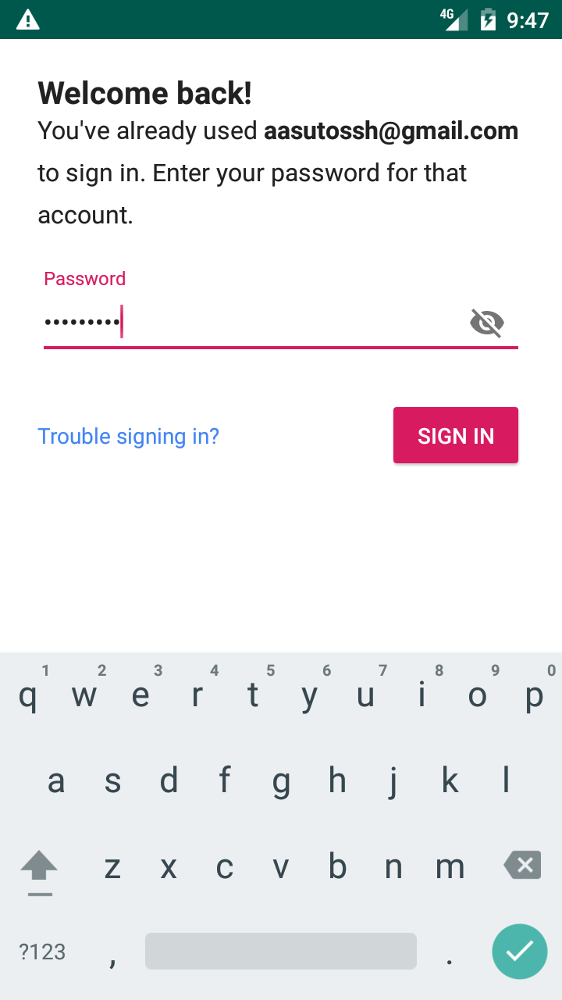 4G 9:47
Welcome back!
You've already used aasutossh@gmail.com
to sign in. Enter your password for that
account.
Password
•••••••••
Trouble signing in? SIGN IN
1 2 3 4 5 6 7 8 9 0
q w e r t y u i o p
a s d f g h j k l
z x c v b n m
?123 , .